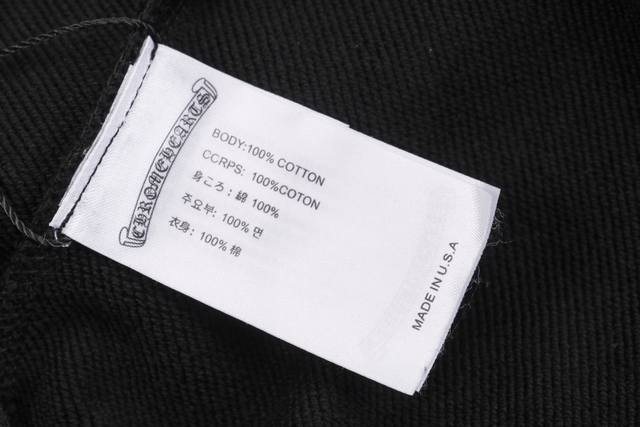 CHROME HEARTS
BODY:100% COTTON
CCRPS: 100%COTON
身ころ : 綿 100%
주요부: 100% 면
衣身: 100% 棉
MADE IN U.S.A